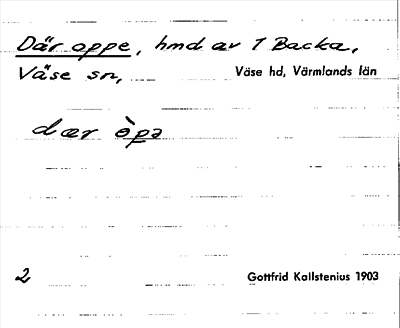 Där oppe, hmd av 1 Backa,
Väse sn,
Väse hd, Värmlands län
dær òpə
2
Gottfrid Kallstenius 1903